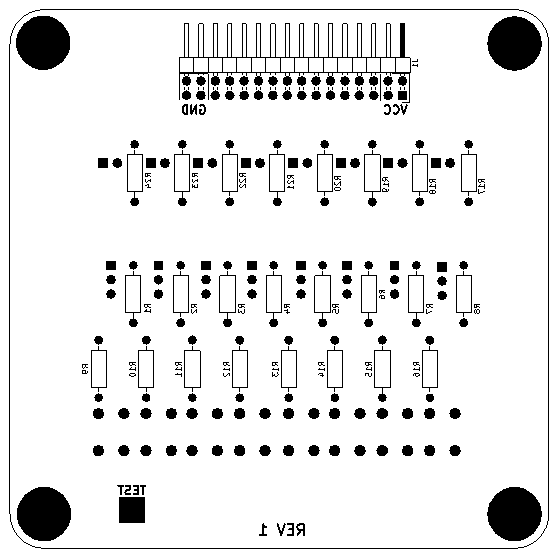 J1
GND VCC
R24 R23 R22 R21 R20 R19 R18 R17
R1 R2 R3 R4 R5 R6 R7 R8
R9 R10 R11 R12 R13 R14 R15 R16
TEST
REV 1